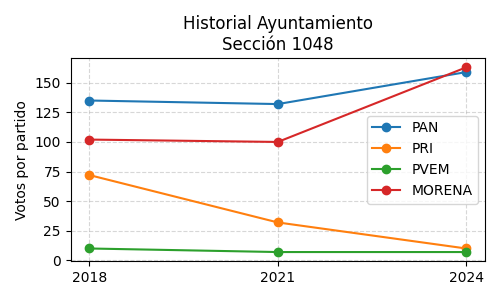 Historial Ayuntamiento
Sección 1048
Votos por partido
150
125
100
75
50
25
0
2018
2021
2024
PAN
PRI
PVEM
MORENA